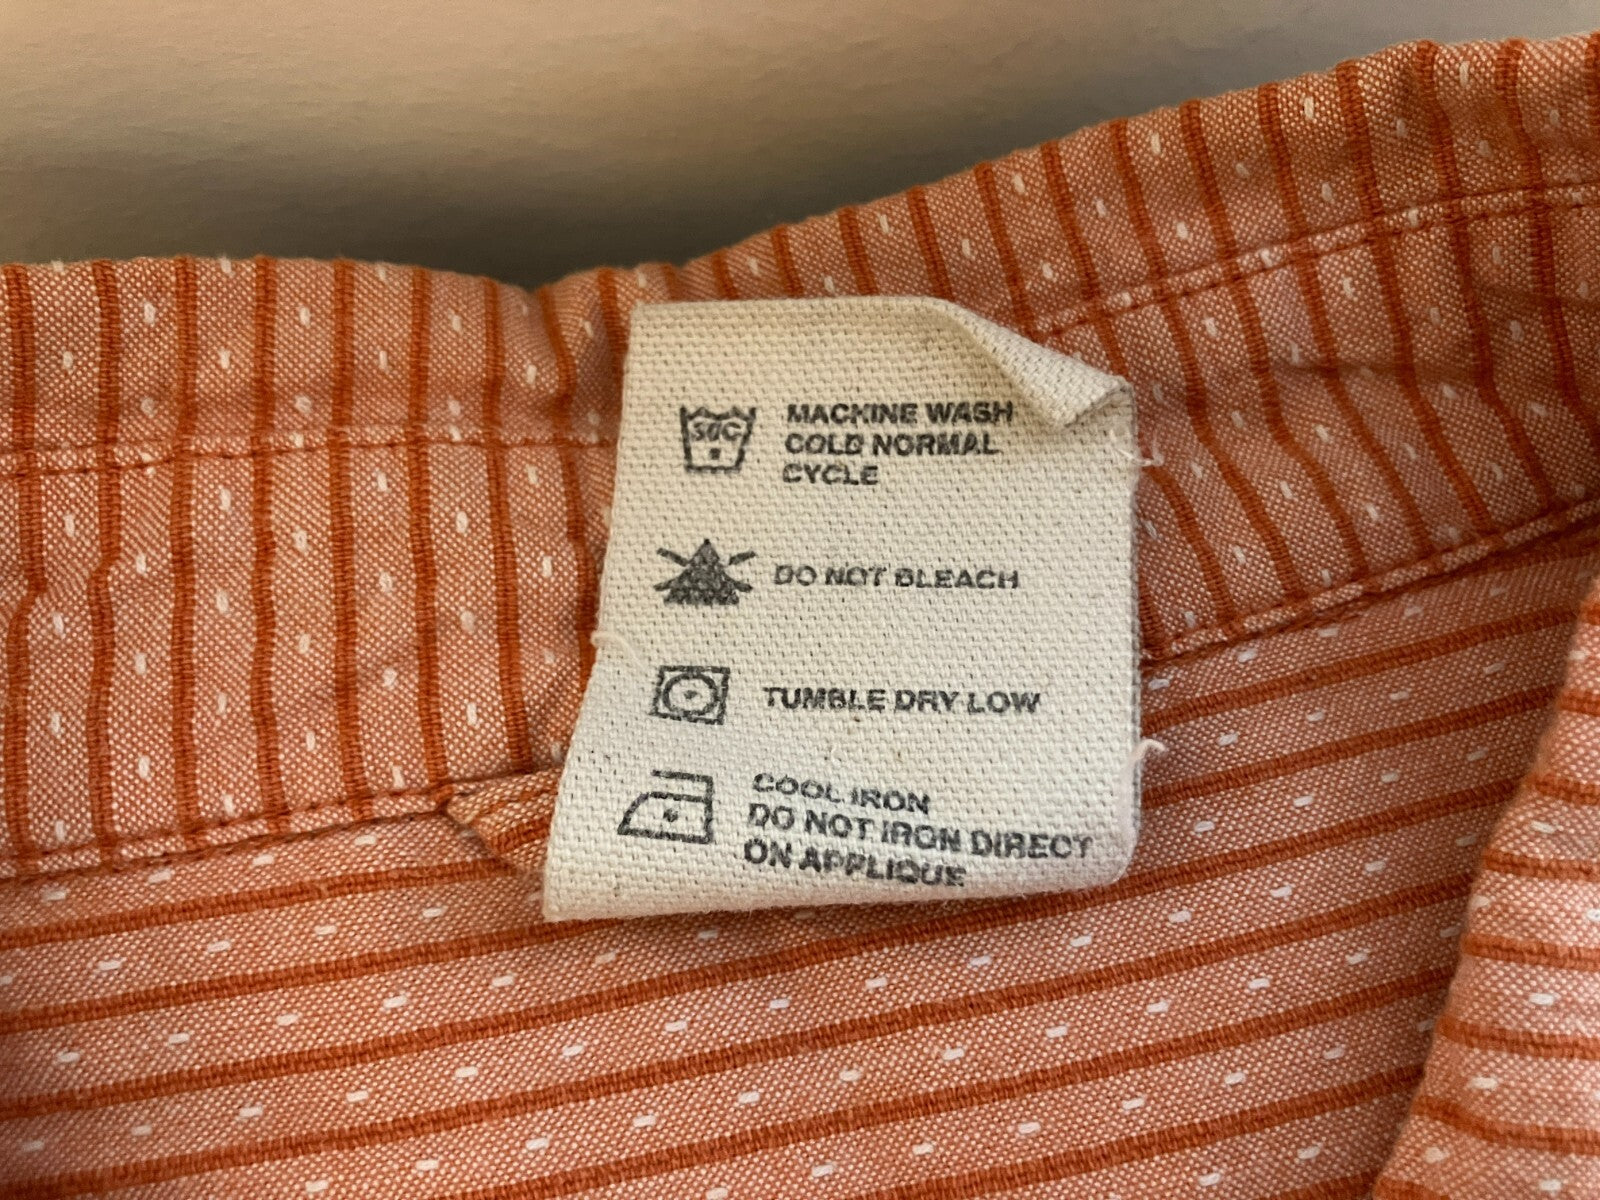 30C
MACHINE WASH
COLD NORMAL
CYCLE
DO NOT BLEACH
TUMBLE DRY LOW
COOL IRON
DO NOT IRON DIRECT
ON APPLIQUE